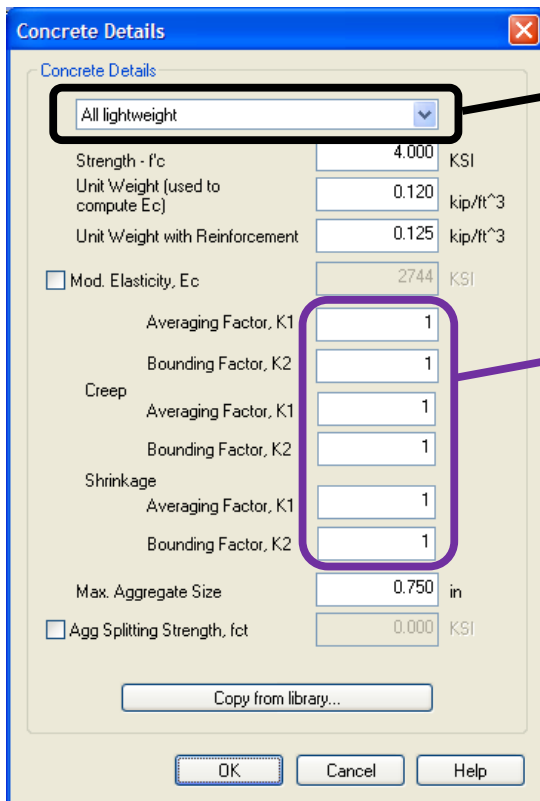 Concrete Details
Concrete Details
All lightweight
Strength - f'c 4.000 KSI
Unit Weight (used to
compute Ec) 0.120 kip/ft^3
Unit Weight with Reinforcement 0.125 kip/ft^3
Mod. Elasticity, Ec 2744 KSI
Averaging Factor, K1 1
Bounding Factor, K2 1
Creep
Averaging Factor, K1 1
Bounding Factor, K2 1
Shrinkage
Averaging Factor, K1 1
Bounding Factor, K2 1
Max. Aggregate Size 0.750 in
Agg Splitting Strength, fct 0.000 KSI
Copy from library...
OK Cancel Help